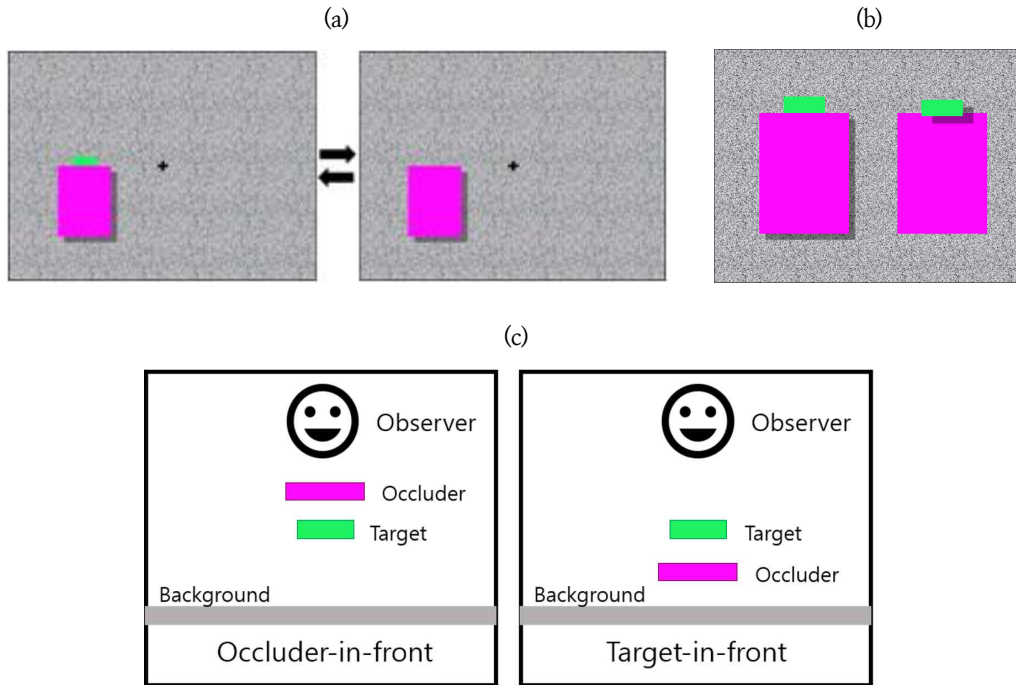 (a)
(b)
(c)
Observer
Occluder
Target
Background
Occluder-in-front
Observer
Target
Occluder
Background
Target-in-front